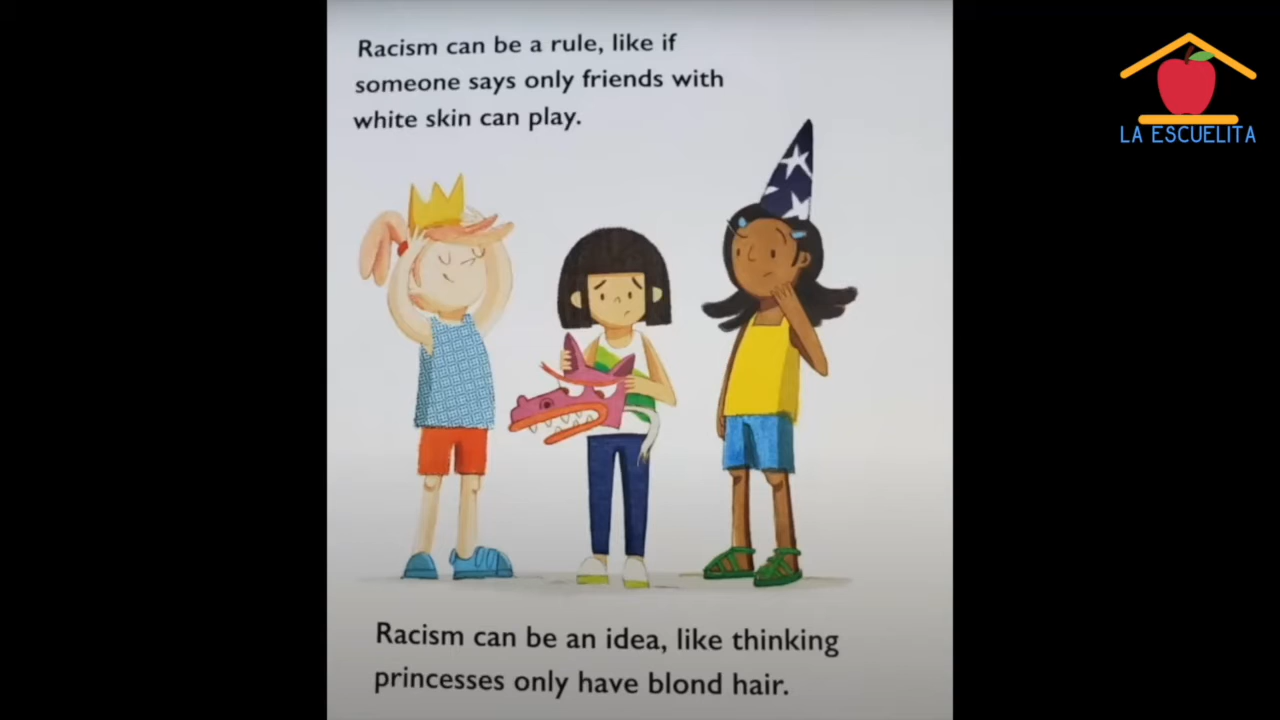 Racism can be a rule, like if
someone says only friends with
white skin can play.
LA ESCUELITA
Racism can be an idea, like thinking
princesses only have blond hair.